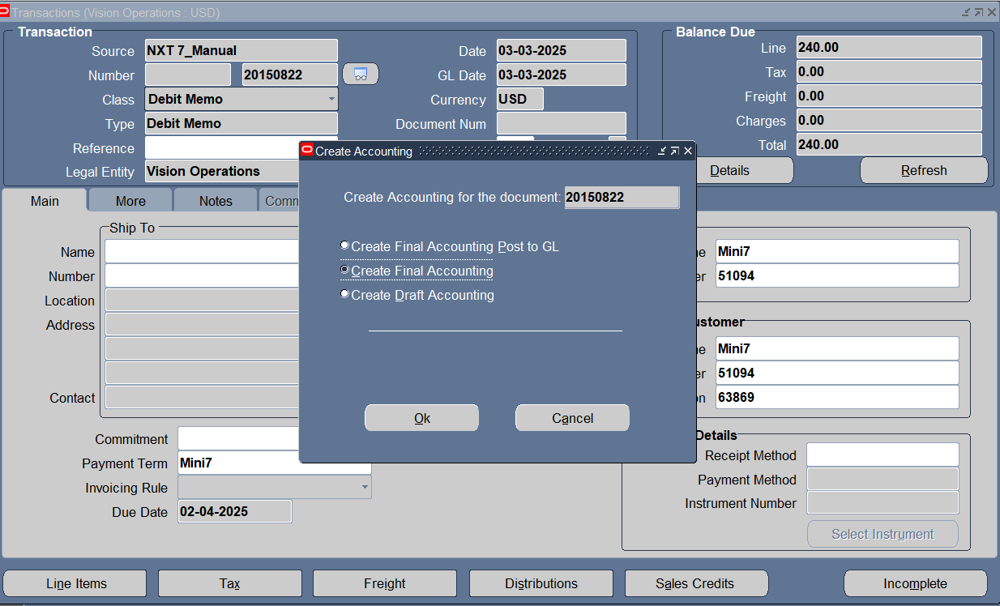 Transactions (Vision Operations : USD)
Transaction
Source NXT 7_Manual
Number 20150822
Class Debit Memo
Type Debit Memo
Reference
Legal Entity Vision Operations
Date 03-03-2025
GL Date 03-03-2025
Currency USD
Document Num
Balance Due
Line 240.00
Tax 0.00
Freight 0.00
Charges 0.00
Total 240.00
Details
Refresh
Main
More
Notes
Comm
Create Accounting
Create Accounting for the document: 20150822
Create Final Accounting Post to GL
Create Final Accounting
Create Draft Accounting
Ok
Cancel
Ship To
Name
Number
Location
Address
Contact
e Mini7
er 51094
ustomer
ne Mini7
er 51094
on 63869
Commitment
Payment Term Mini7
Invoicing Rule
Due Date 02-04-2025
Details
Receipt Method
Payment Method
Instrument Number
Select Instrument
Line Items
Tax
Freight
Distributions
Sales Credits
Incomplete